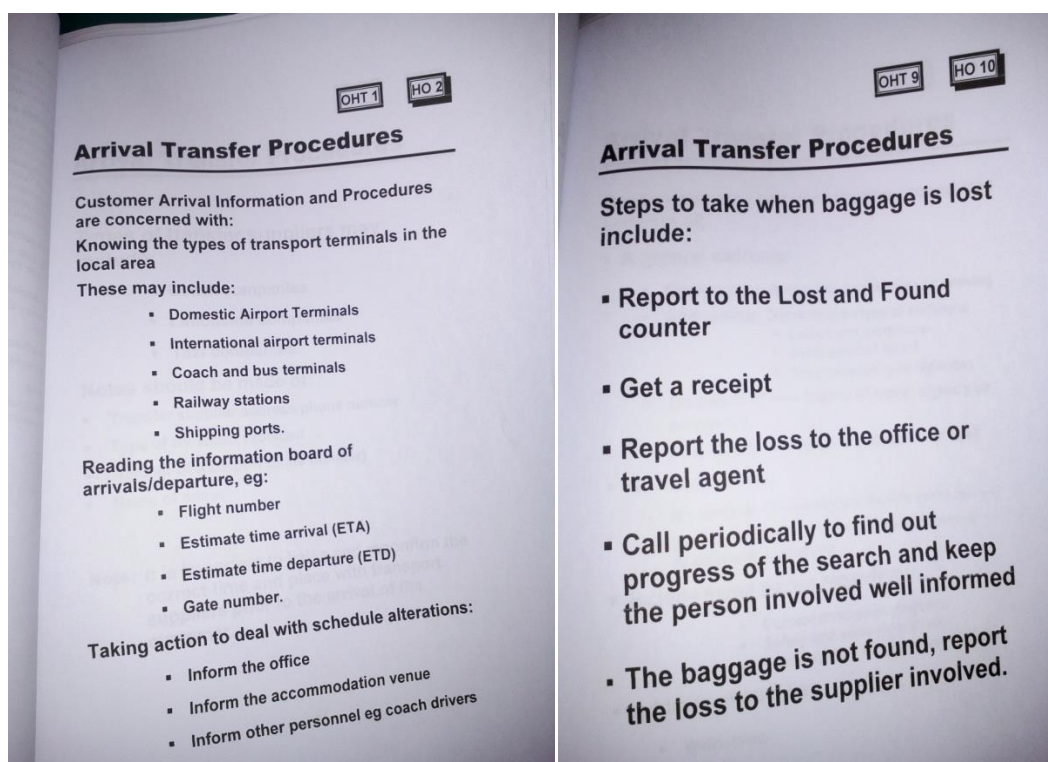 OHT 1 HO 2
Arrival Transfer Procedures
Customer Arrival Information and Procedures
are concerned with:
Knowing the types of transport terminals in the
local area
These may include:
▪ Domestic Airport Terminals
▪ International airport terminals
▪ Coach and bus terminals
▪ Railway stations
▪ Shipping ports.
Reading the information board of
arrivals/departure, eg:
▪ Flight number
▪ Estimate time arrival (ETA)
▪ Estimate time departure (ETD)
▪ Gate number.
Taking action to deal with schedule alterations:
▪ Inform the office
▪ Inform the accommodation venue
▪ Inform other personnel eg coach drivers
OHT 9 HO 10
Arrival Transfer Procedures
Steps to take when baggage is lost
include:
▪ Report to the Lost and Found
counter
▪ Get a receipt
▪ Report the loss to the office or
travel agent
▪ Call periodically to find out
progress of the search and keep
the person involved well informed
▪ The baggage is not found, report
the loss to the supplier involved.